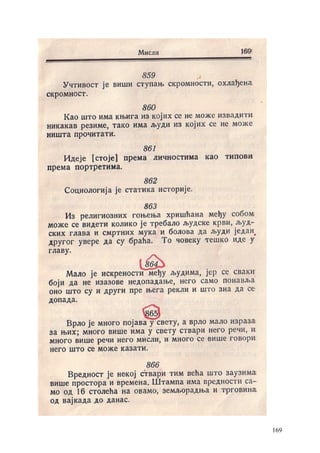 Мисли 169
859
Учтивост је виши ступањ скромности, охлађена
скромност.
860
Као што има књига из којих се не може извадити
никакав резиме, тако има људи из којих се не може
ништа прочитати.
861
Идеје [стоје] према личностима као типови
према портретима.
862
Социологија је статика историје.
863
Из религиозних гоњења хришћана међу собом
може се видети колико је требало људске крви, људ-
ских глава и смртних мука и болова да људи један
другог увере да су браћа. То човеку тешко иде у
главу.
864
Мало је искрености међу људима, јер се сваки
боји да не изазове недопадање, него само понавља
оно што су и други пре њега рекли и што зна да се
допада.
865
Врло је много појава у свету, а врло мало израза
за њих; много више има у свету ствари него речи, и
много више речи него мисли, и много се више говори
него што се може казати.
866
Вредност је некој ствари тим већа што заузима
више простора и времена. Штампа има вредности са-
мо од 16 столећа на овамо, земљорадња и трговина
од вајкада до данас.
169